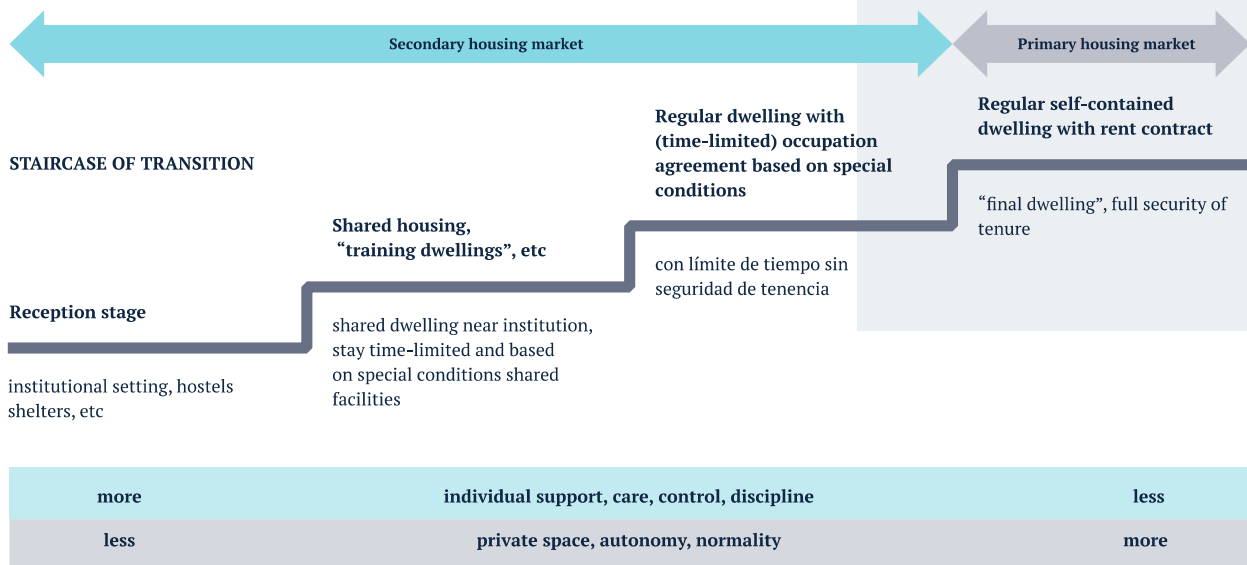 Secondary housing market
Primary housing market
STAIRCASE OF TRANSITION
Reception stage
institutional setting, hostels
shelters, etc
Shared housing,
“training dwellings”, etc
shared dwelling near institution,
stay time-limited and based
on special conditions shared
facilities
Regular dwelling with
(time-limited) occupation
agreement based on special
conditions
con límite de tiempo sin
seguridad de tenencia
Regular self-contained
dwelling with rent contract
“final dwelling”, full security of
tenure
more individual support, care, control, discipline less
less private space, autonomy, normality more